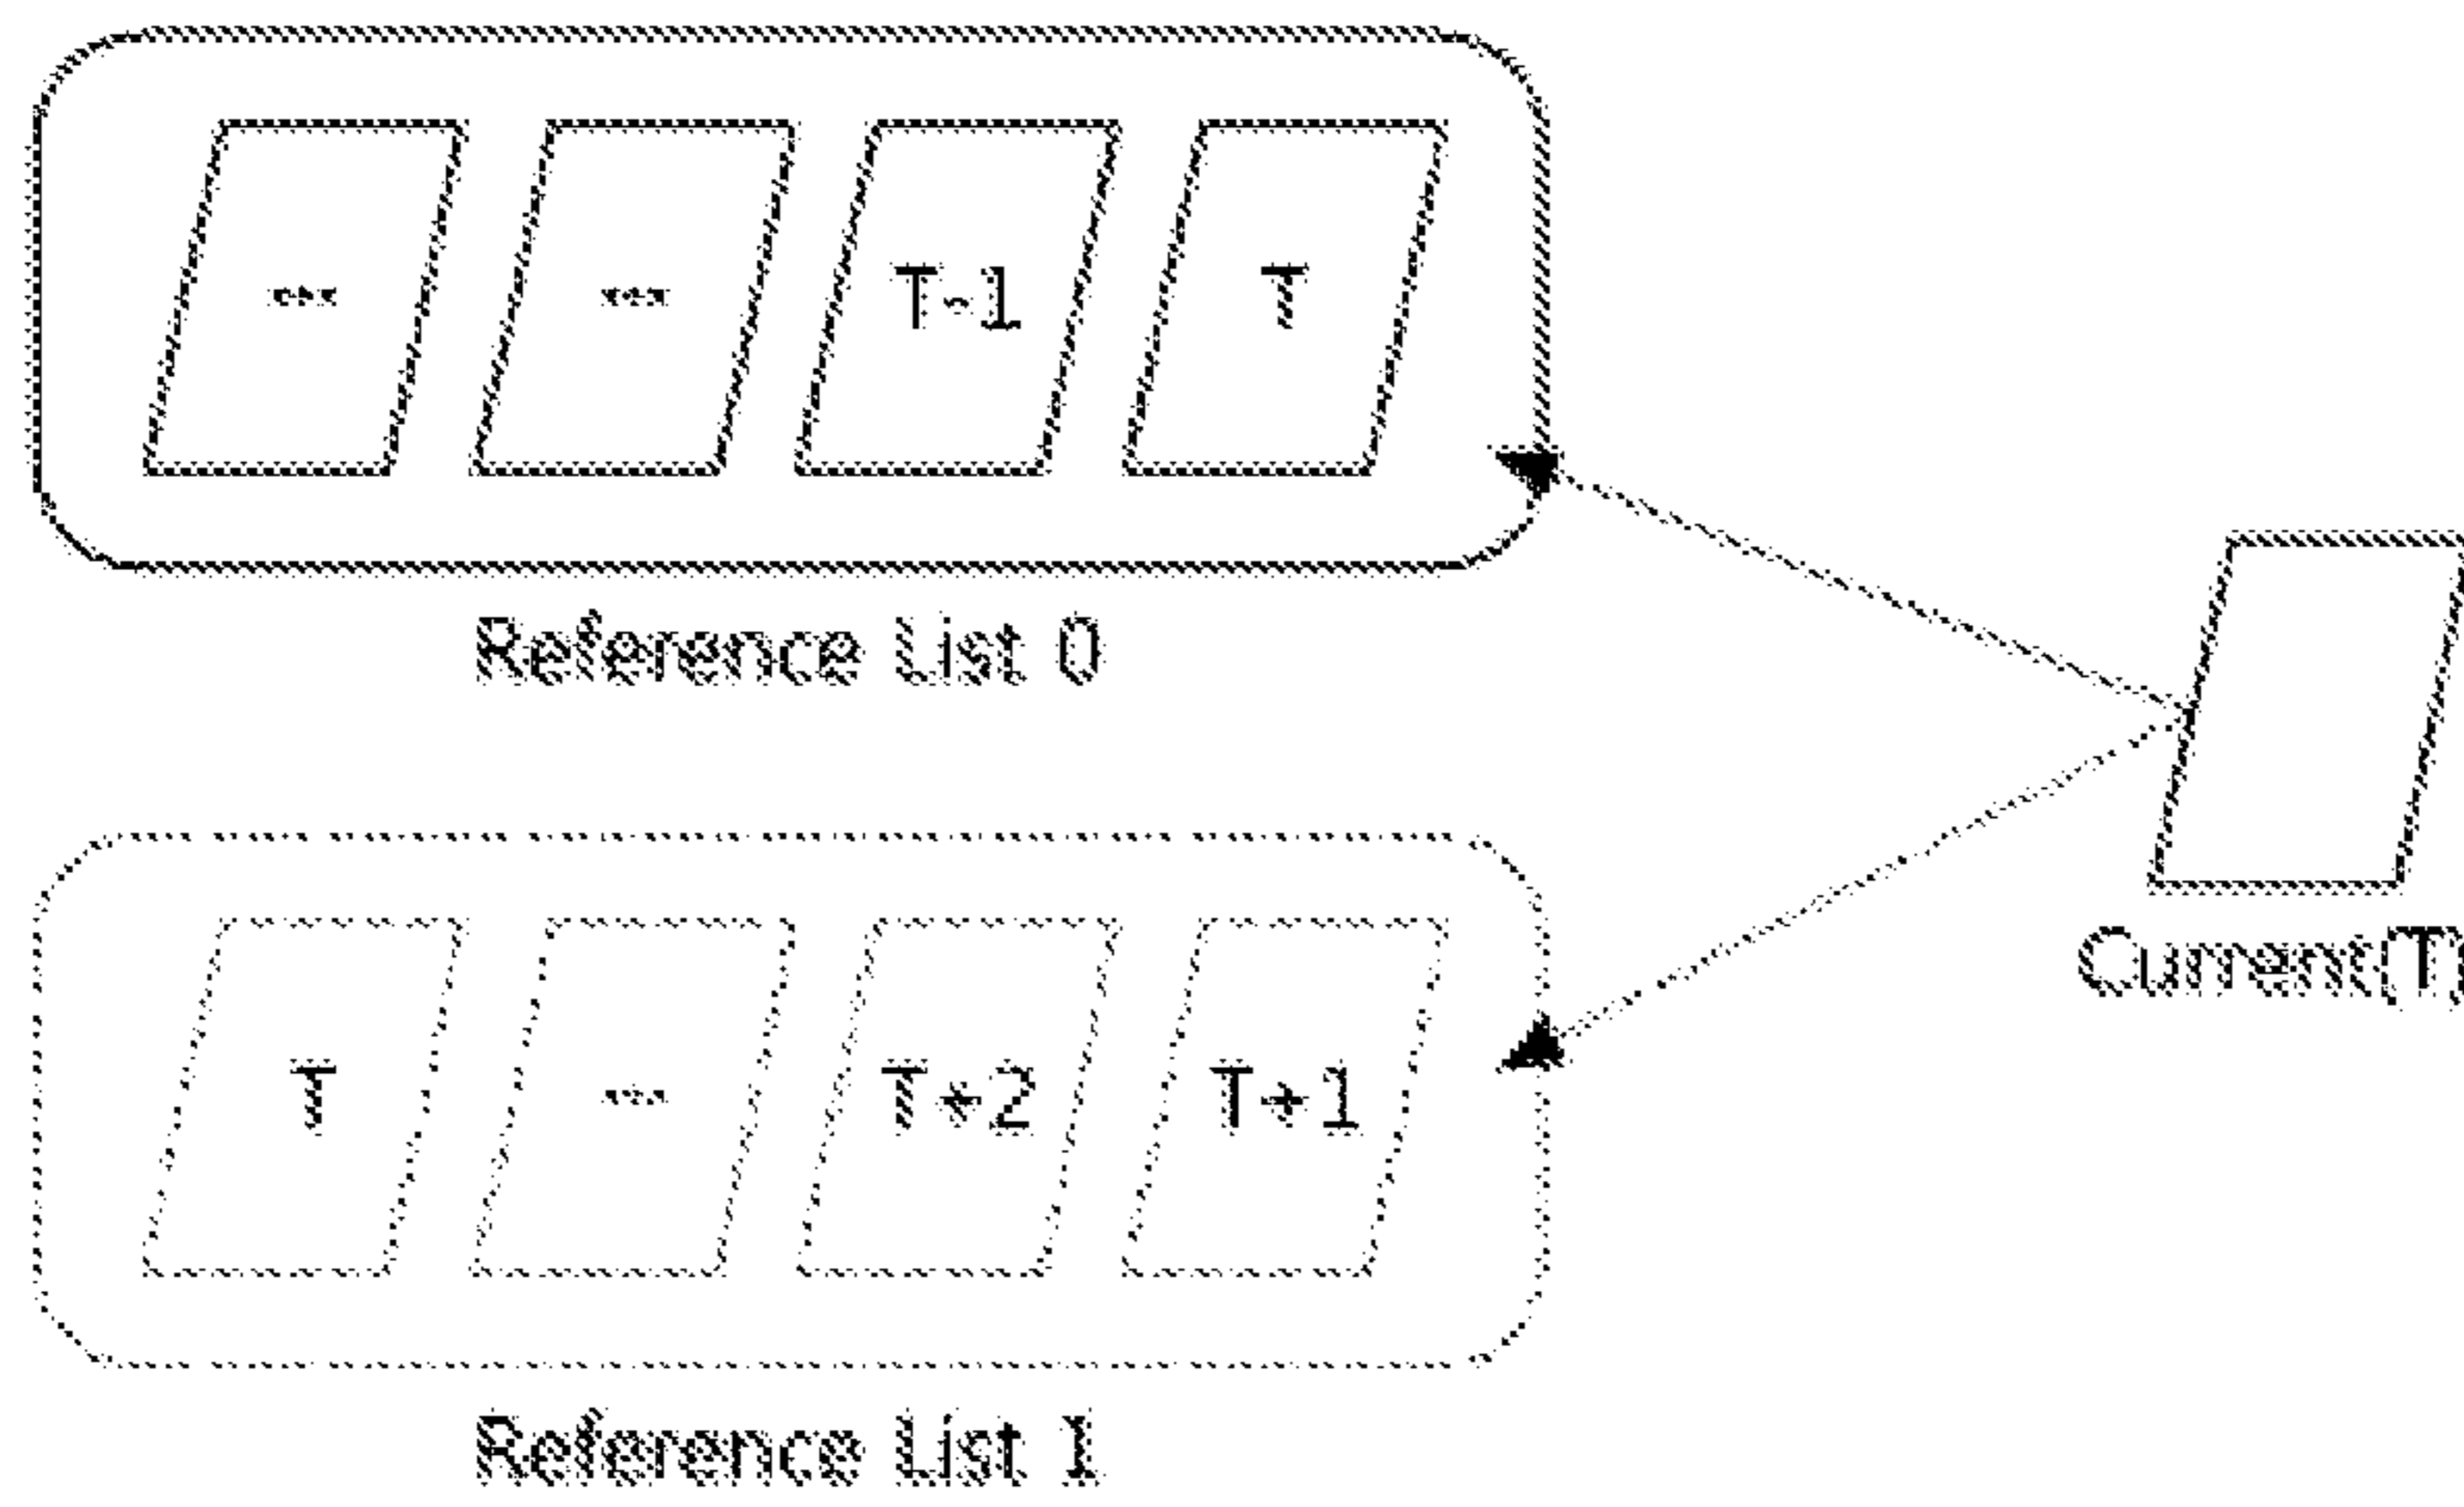 ... ... T-1 T
Reference List 0
Current(T)
T ... T+2 T+1
Reference List 1